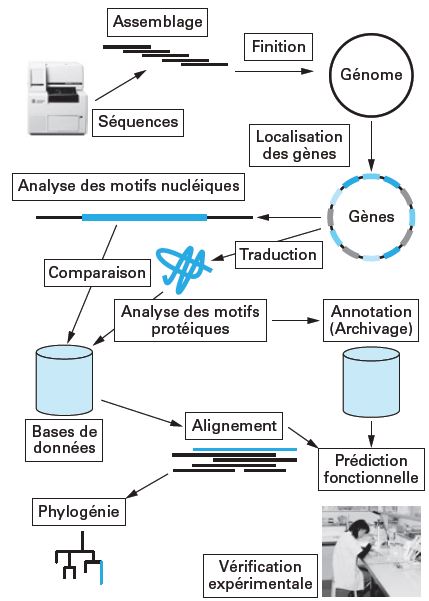 Assemblage
Finition
Génome
Séquences
Localisation
des gènes
Analyse des motifs nucléiques
Gènes
Traduction
Comparaison
Analyse des motifs
protéiques
Annotation
(Archivage)
Bases de
données
Alignement
Prédiction
fonctionnelle
Phylogénie
Vérification
expérimentale